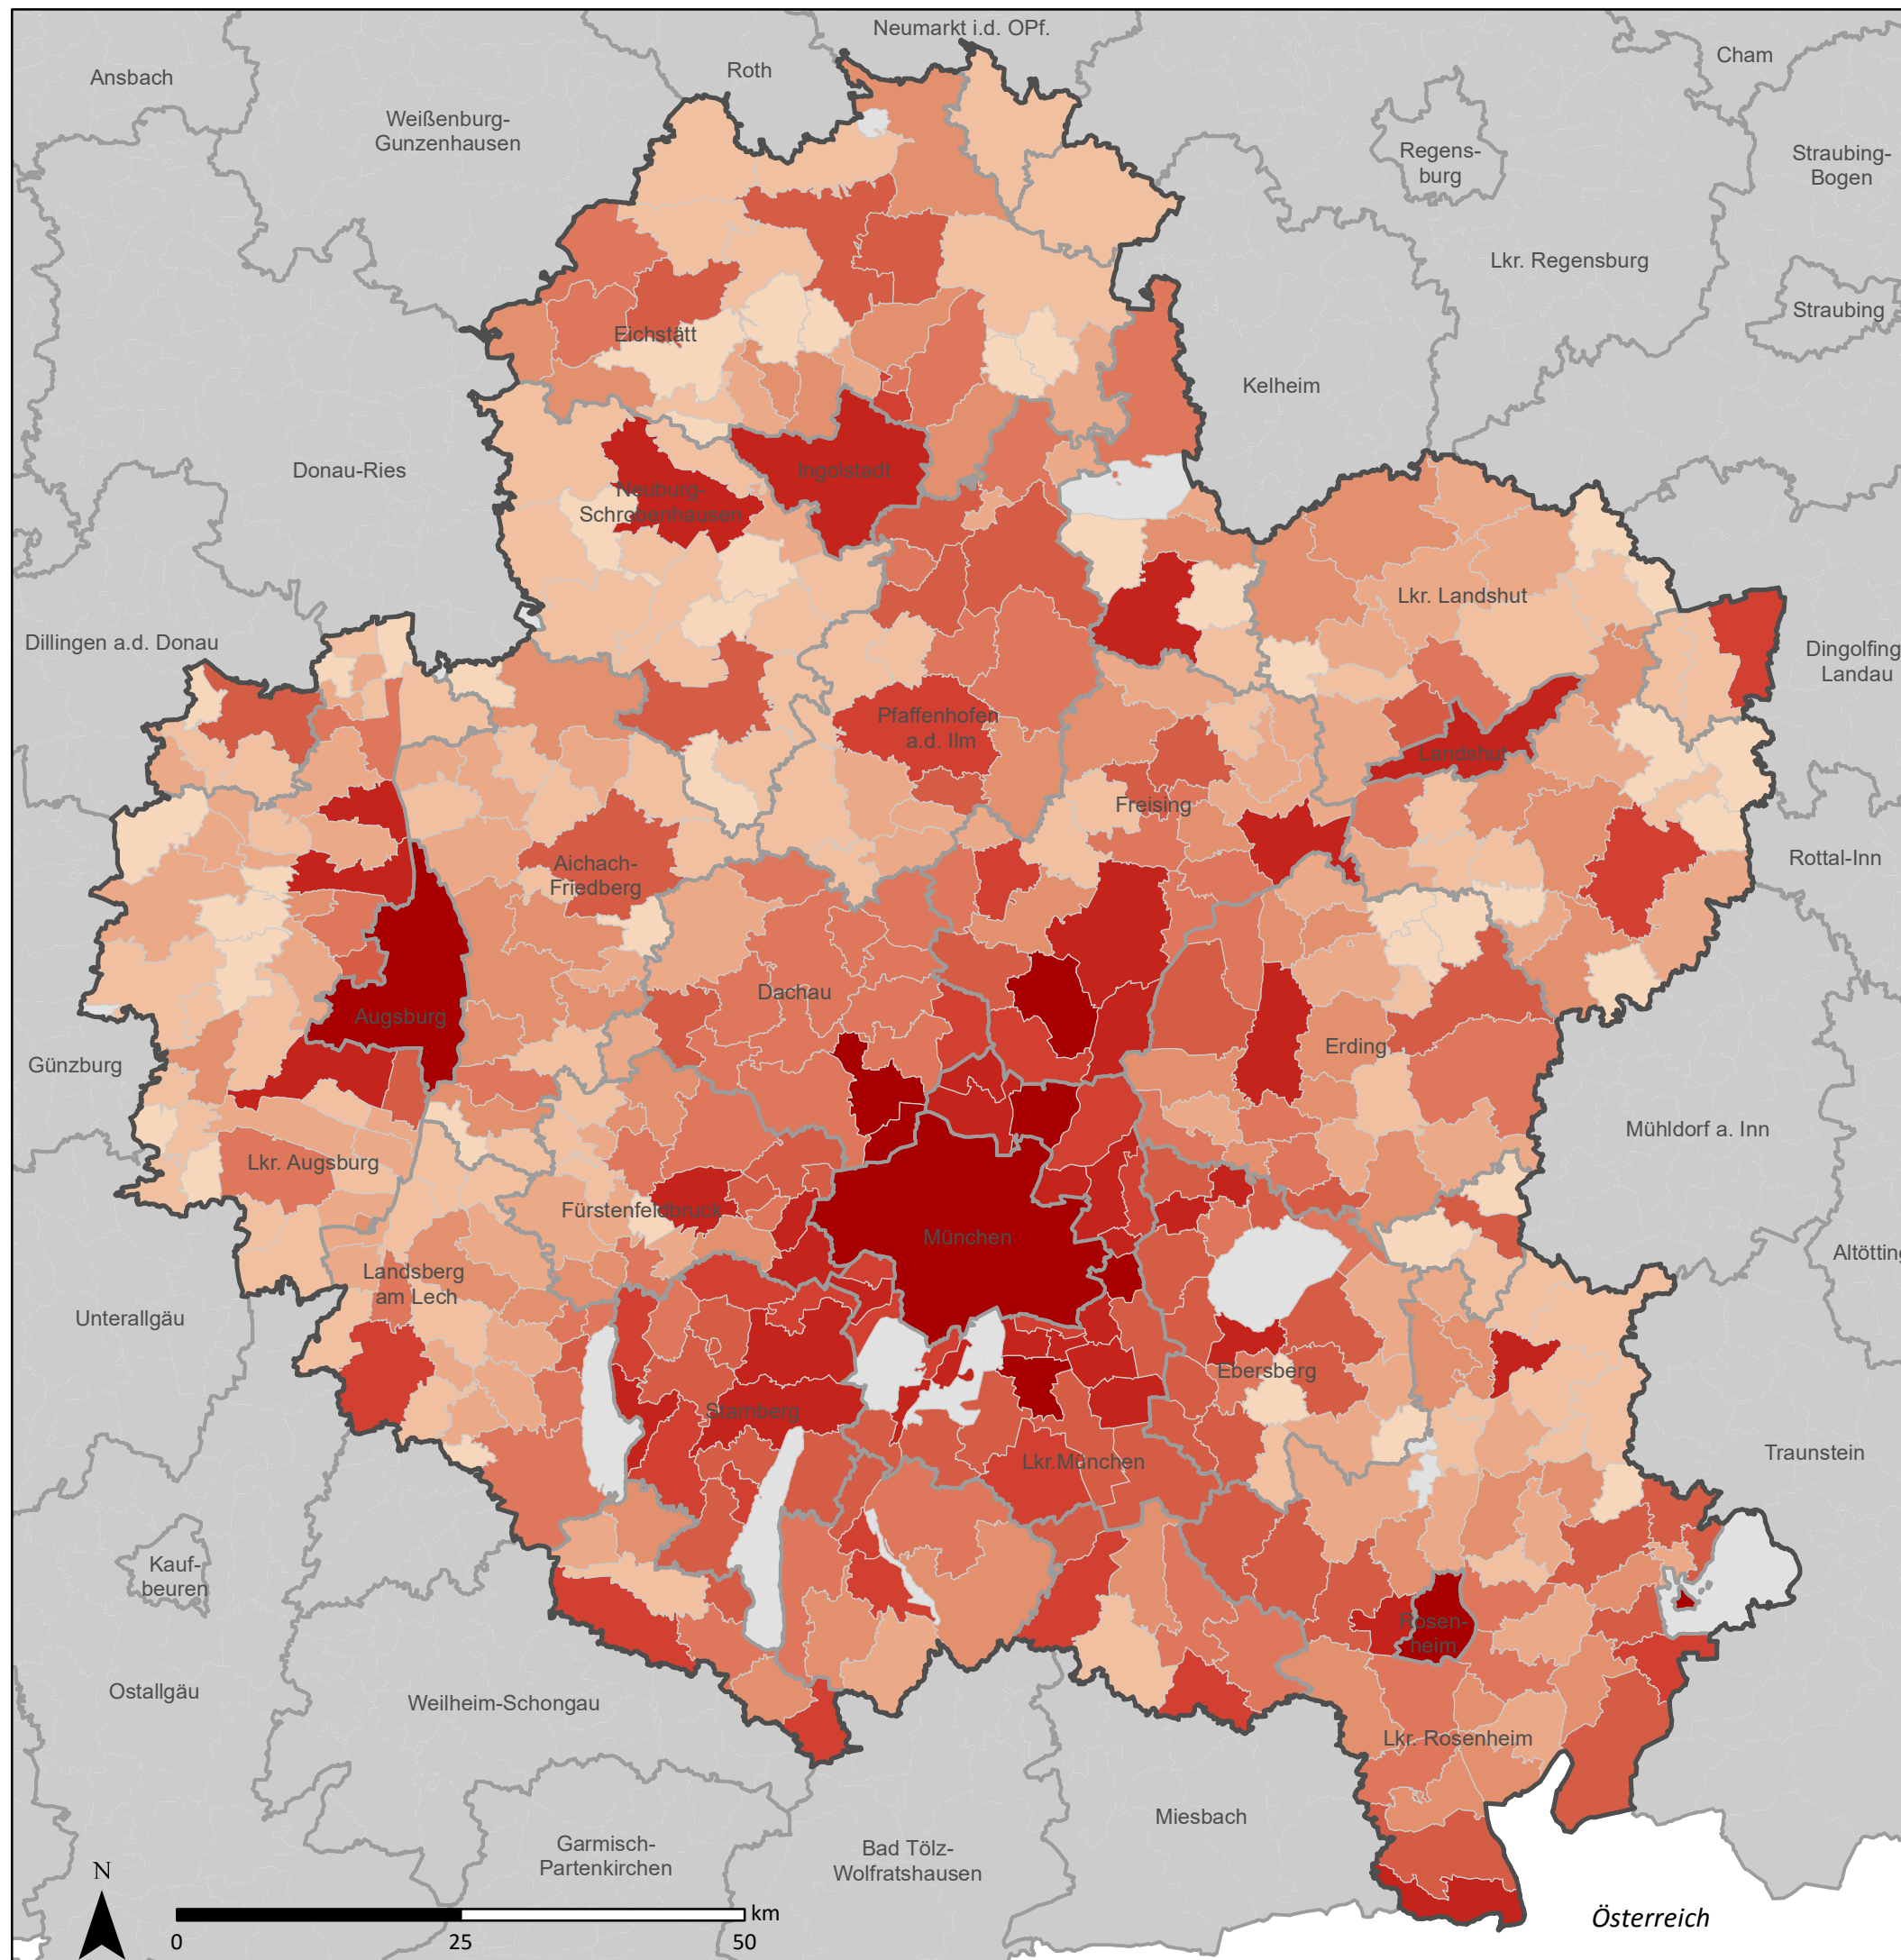 Neumarkt i.d. OPf.
Cham
Roth
Ansbach
Weißenburg-
Gunzenhausen
Regens-
burg
Straubing-
Bogen
Lkr. Regensburg
Straubing
Eichstätt
Kelheim
Donau-Ries
Ingolstadt
Neuburg-
Schrobenhausen
Lkr. Landshut
Dillingen a.d. Donau
Dingolfing
Landau
Pfaffenhofen
a.d. Ilm
Landshut
Freising
Aichach-
Friedberg
Rottal-Inn
Dachau
Augsburg
Erding
Günzburg
Mühldorf a. Inn
Lkr. Augsburg
Fürstenfeldbruck
München
Altötting
Landsberg
am Lech
Unterallgäu
Ebersberg
Starnberg
Lkr.München
Traunstein
Kauf-
beuren
Rosen-
heim
Ostallgäu
Weilheim-Schongau
Lkr. Rosenheim
Miesbach
Garmisch-
Partenkirchen
Bad Tölz-
Wolfratshausen
N
km
0
25
50
Österreich